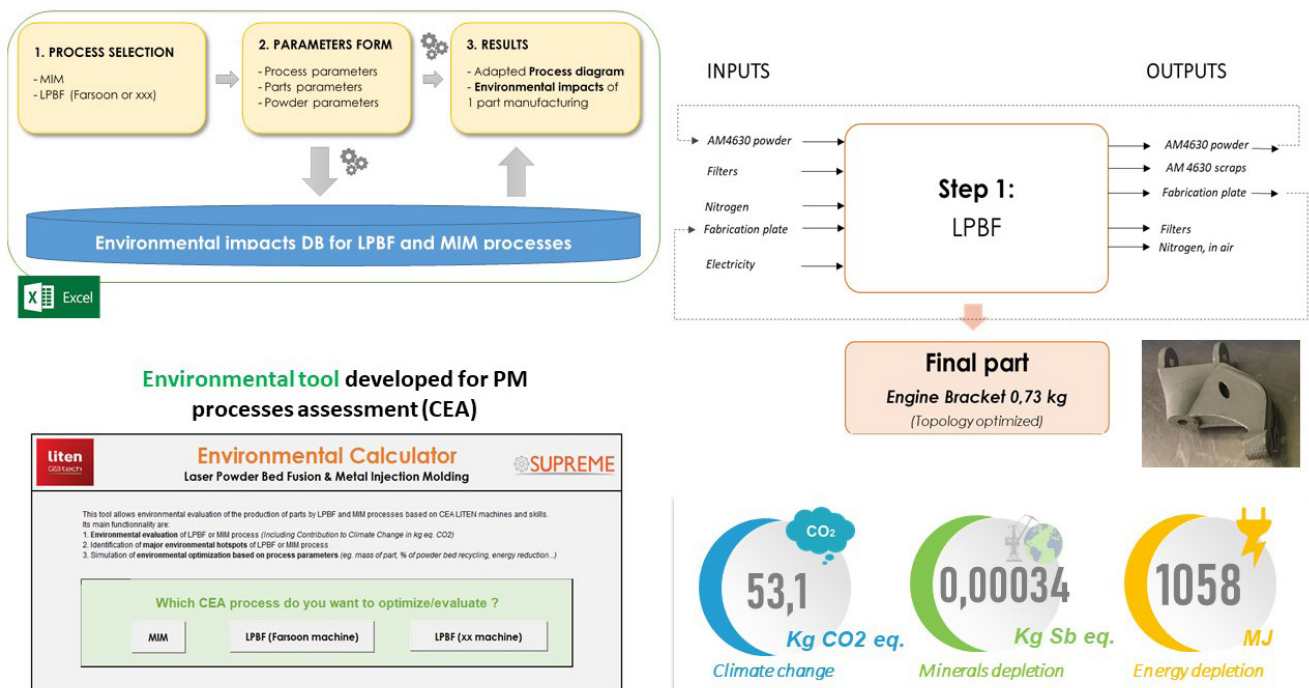 1. PROCESS SELECTION
- MIM
- LPBF (Farsoon or xxx)
2. PARAMETERS FORM
- Process parameters
- Parts parameters
- Powder parameters
3. RESULTS
- Adapted Process diagram
- Environmental impacts of
1 part manufacturing
Environmental impacts DB for LPBF and MIM processes
X Excel
Environmental tool developed for PM
processes assessment (CEA)
liten
cea tech
Environmental Calculator
Laser Powder Bed Fusion & Metal Injection Molding
SUPREME
This tool allows environmental evaluation of the production of parts by LPBF and MIM processes based on CEA LITEN machines and skills.
Its main functionnality are:
1. Environmental evaluation of LPBF or MIM process (Including Contribution to Climate Change in kg eq. CO2)
2. Identification of major environmental hotspots of LPBF or MIM process
3. Simulation of environmental optimization based on process parameters (eg. mass of part, % of powder bed recycling, energy reduction...)
Which CEA process do you want to optimize/evaluate ?
MIM
LPBF (Farsoon machine)
LPBF (xx machine)
INPUTS
OUTPUTS
AM4630 powder
Filters
Nitrogen
Fabrication plate
Electricity
Step 1:
LPBF
AM4630 powder
AM 4630 scraps
Fabrication plate
Filters
Nitrogen, in air
Final part
Engine Bracket 0,73 kg
(Topology optimized)
CO2
53,1
Kg CO2 eq.
Climate change
0,00034
Kg Sb eq.
Minerals depletion
1058
MJ
Energy depletion